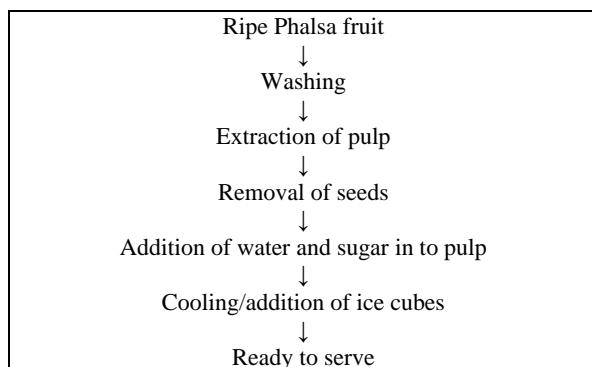 Ripe Phalsa fruit
↓
Washing
↓
Extraction of pulp
↓
Removal of seeds
↓
Addition of water and sugar in to pulp
↓
Cooling/addition of ice cubes
↓
Ready to serve